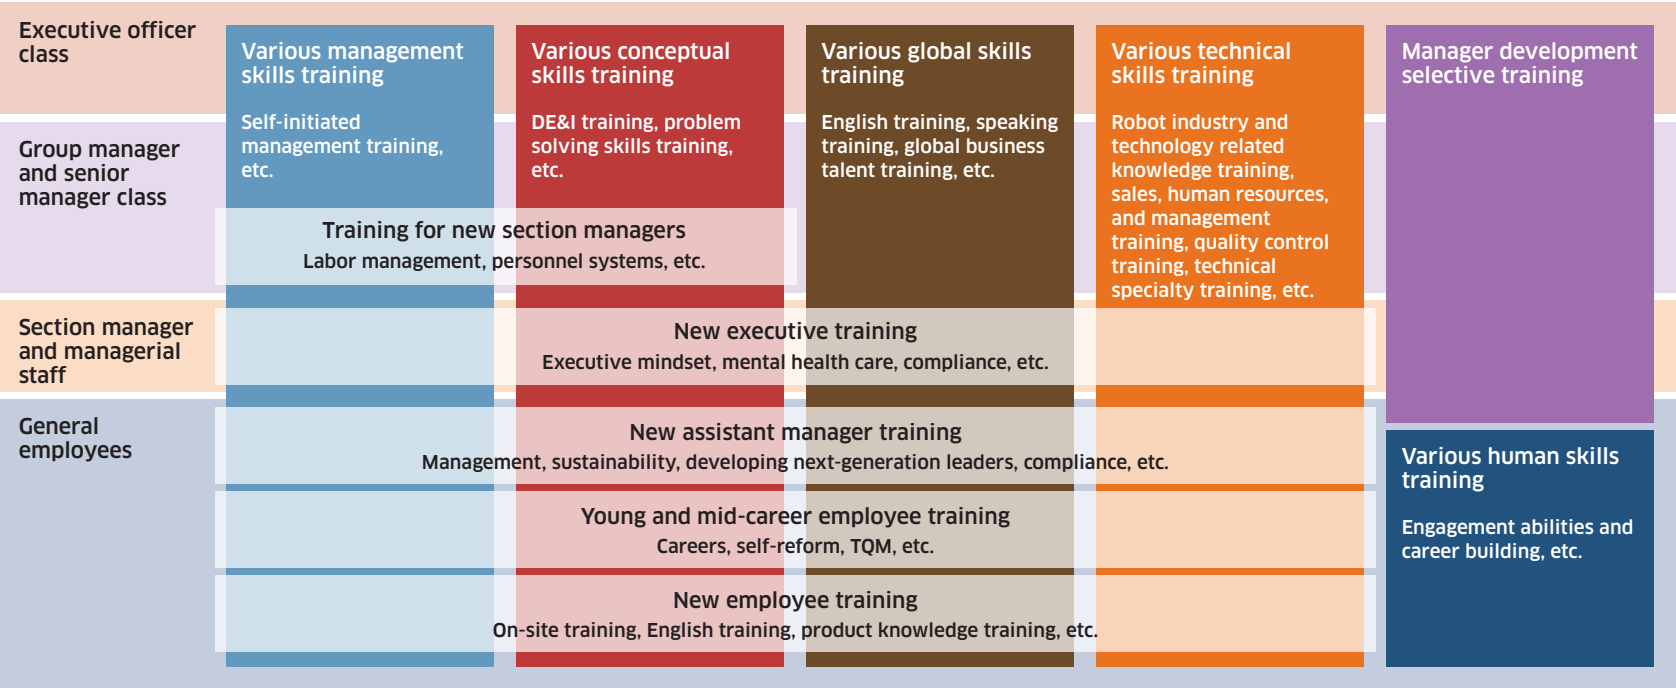 Executive officer
class
Various management
skills training
Self-initiated
management training,
etc.
Various conceptual
skills training
DE&I training, problem
solving skills training,
etc.
Various global skills
training
English training, speaking
training, global business
talent training, etc.
Various technical
skills training
Robot industry and
technology related
knowledge training,
sales, human resources,
and management
training, quality control
training, technical
specialty training, etc.
Manager development
selective training
Group manager
and senior
manager class
Training for new section managers
Labor management, personnel systems, etc.
Section manager
and managerial
staff
New executive training
Executive mindset, mental health care, compliance, etc.
General
employees
New assistant manager training
Management, sustainability, developing next-generation leaders, compliance, etc.
Young and mid-career employee training
Careers, self-reform, TQM, etc.
New employee training
On-site training, English training, product knowledge training, etc.
Various human skills
training
Engagement abilities and
career building, etc.